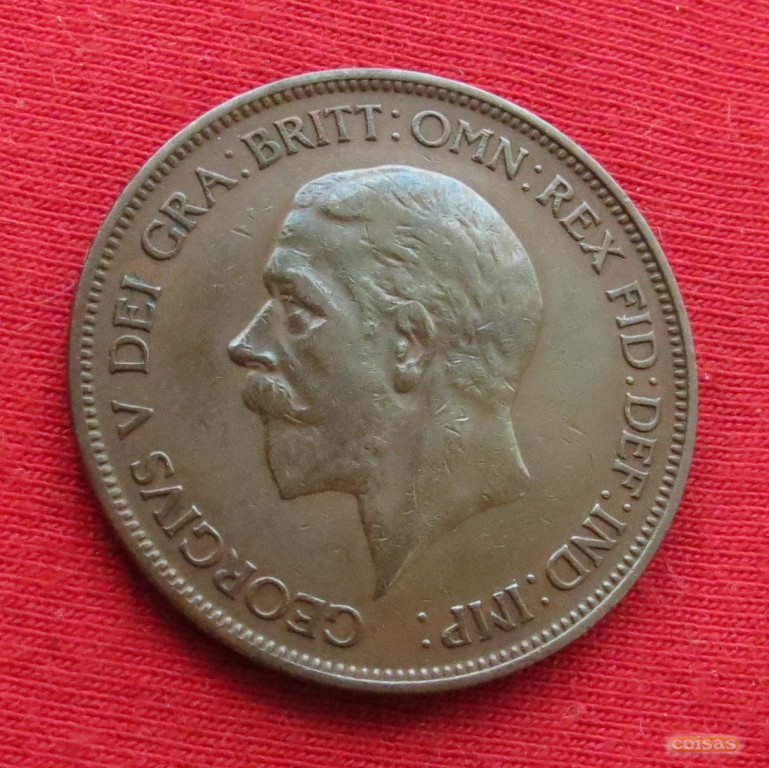 GEORGIVS V DEI GRA: BRITT: OMN: REX FID: DEF: IND: IMP:
coisas